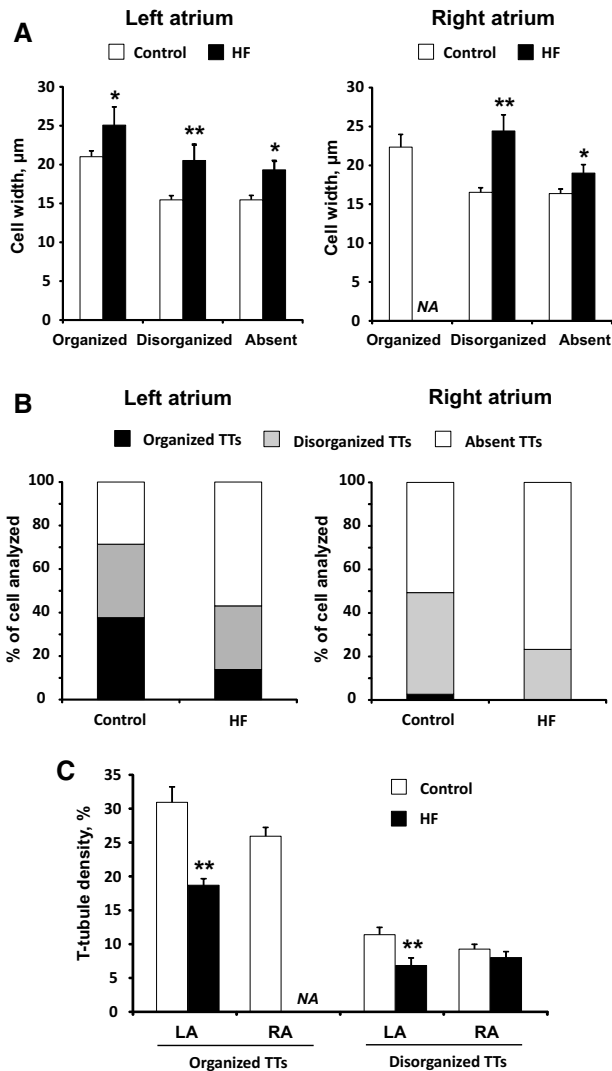 A
Left atrium
Right atrium
Control HF
Control HF
Cell width, µm
30
25
20
15
10
5
0
* ** *
Organized Disorganized Absent
Cell width, µm
30
25
20
15
10
5
0
NA ** *
Organized Disorganized Absent
B
Left atrium
Right atrium
Organized TTs Disorganized TTs Absent TTs
% of cell analyzed
100
80
60
40
20
0
Control HF
% of cell analyzed
100
80
60
40
20
0
Control HF
C
Control
HF
T-tubule density, %
35
30
25
20
15
10
5
0
** NA **
LA RA LA RA
Organized TTs Disorganized TTs